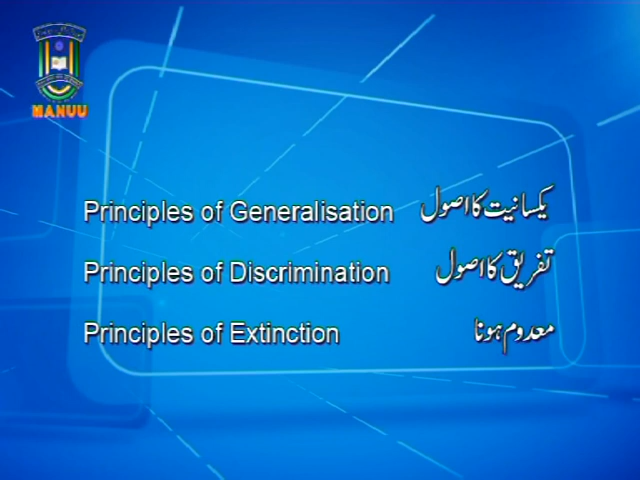 MANUU
Principles of Generalisation یکسانیت کا اصول
Principles of Discrimination تفریق کا اصول
Principles of Extinction معدوم ہونا